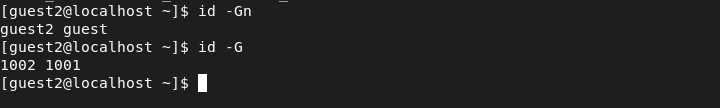 [guest2@localhost ~]$ id -Gn
guest2 guest
[guest2@localhost ~]$ id -G
1002 1001
[guest2@localhost ~]$